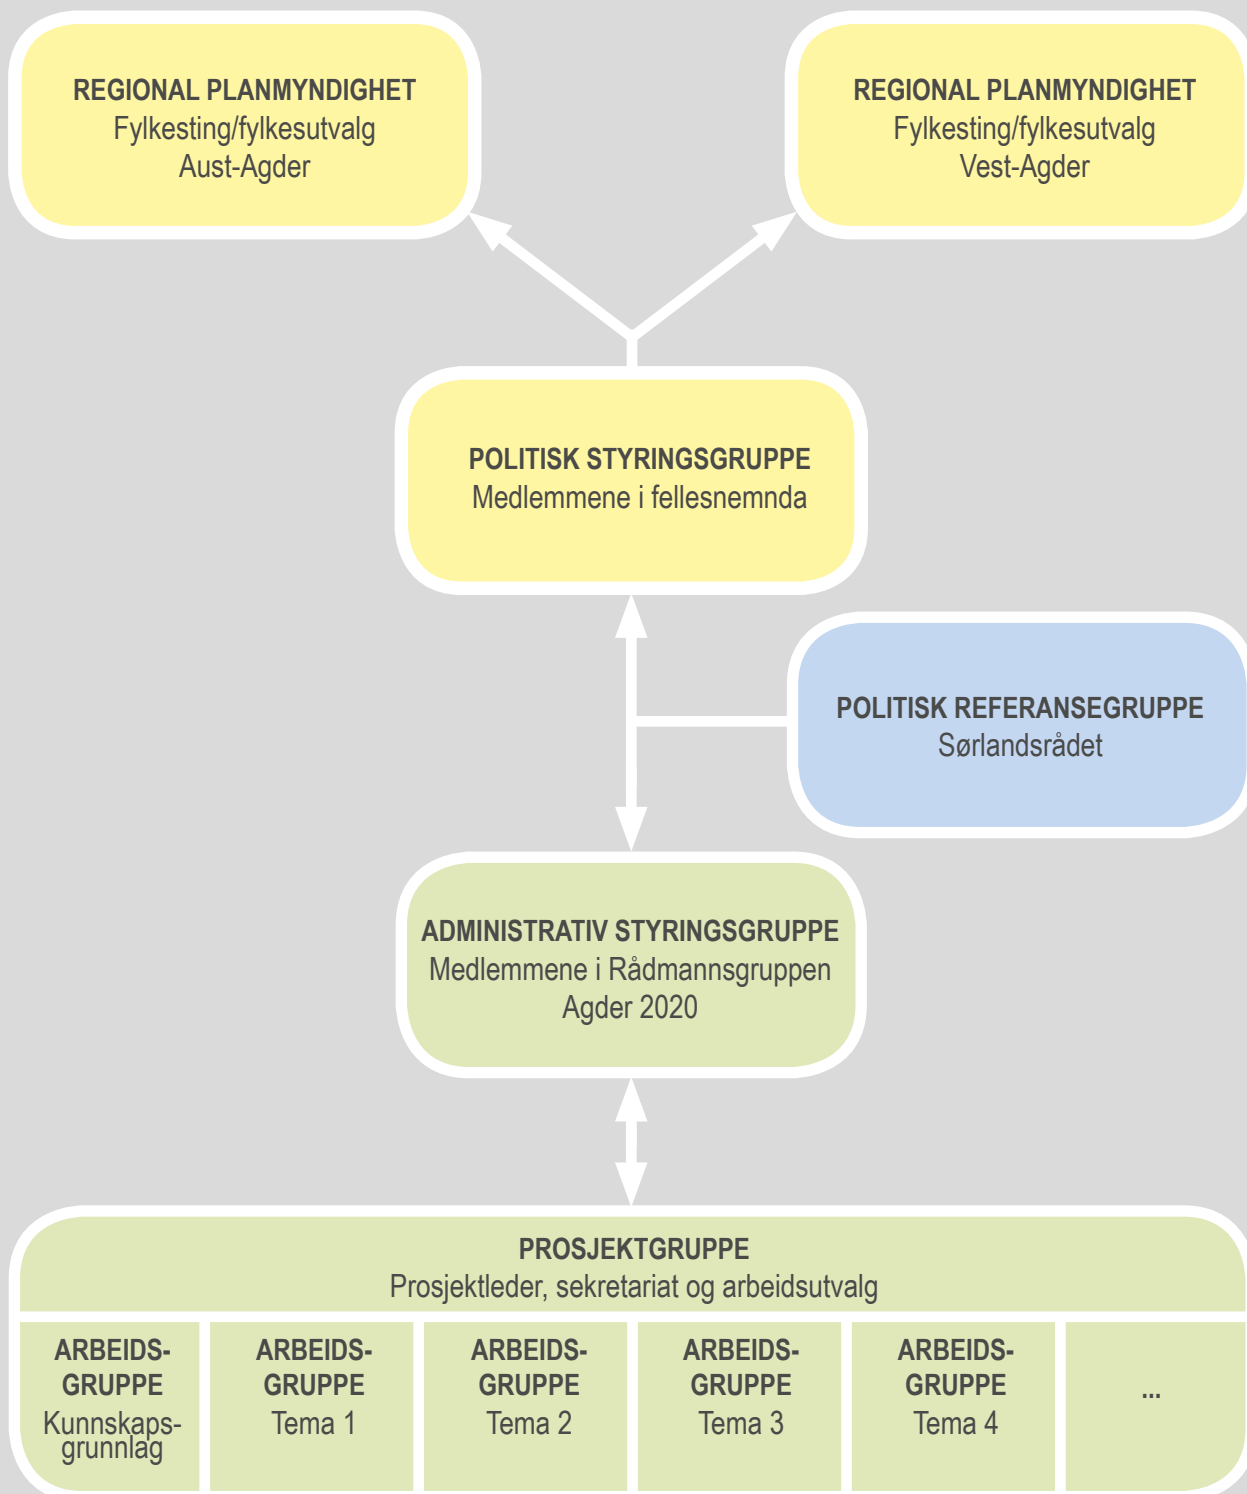 REGIONAL PLANMYNDIGHET
Fylkesting/fylkesutvalg
Aust-Agder
REGIONAL PLANMYNDIGHET
Fylkesting/fylkesutvalg
Vest-Agder
POLITISK STYRINGSGRUPPE
Medlemmene i fellesnemnda
POLITISK REFERANSEGRUPPE
Sørlandsrådet
ADMINISTRATIV STYRINGSGRUPPE
Medlemmene i Rådmannsgruppen
Agder 2020
PROSJEKTGRUPPE
Prosjektleder, sekretariat og arbeidsutvalg
ARBEIDS-
GRUPPE
Kunnskaps-
grunnlag
ARBEIDS-
GRUPPE
Tema 1
ARBEIDS-
GRUPPE
Tema 2
ARBEIDS-
GRUPPE
Tema 3
ARBEIDS-
GRUPPE
Tema 4
...